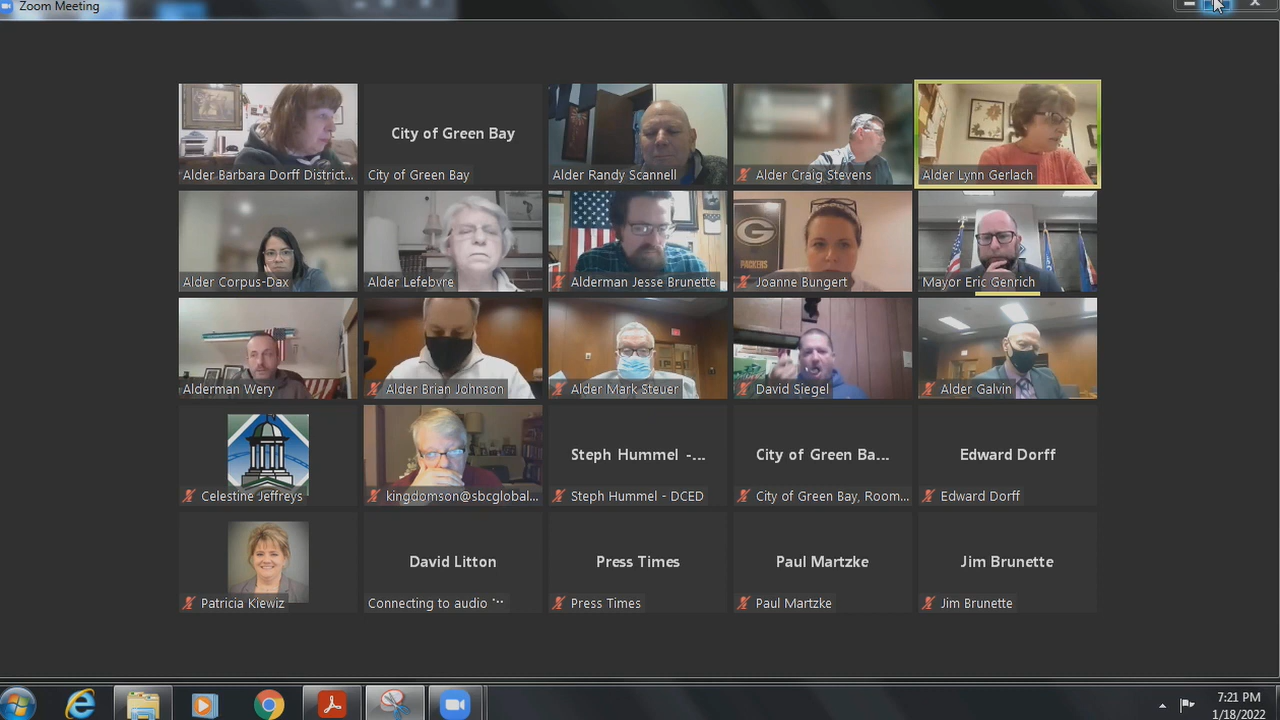 Zoom Meeting
Alder Barbara Dorff District...
City of Green Bay
City of Green Bay
Alder Randy Scannell
Alder Craig Stevens
Alder Lynn Gerlach
Alder Corpus-Dax
Alder Lefebvre
Alderman Jesse Brunette
G
PACKERS
Joanne Bungert
Mayor Eric Genrich
Alderman Wery
Alder Brian Johnson
Alder Mark Steuer
David Siegel
Alder Galvin
Celestine Jeffreys
kingdomson@sbcglobal...
Steph Hummel -...
Steph Hummel - DCED
City of Green Ba...
City of Green Bay, Room...
Edward Dorff
Edward Dorff
Patricia Kiewiz
David Litton
Connecting to audio ···
Press Times
Press Times
Paul Martzke
Paul Martzke
Jim Brunette
Jim Brunette
7:21 PM
1/18/2022